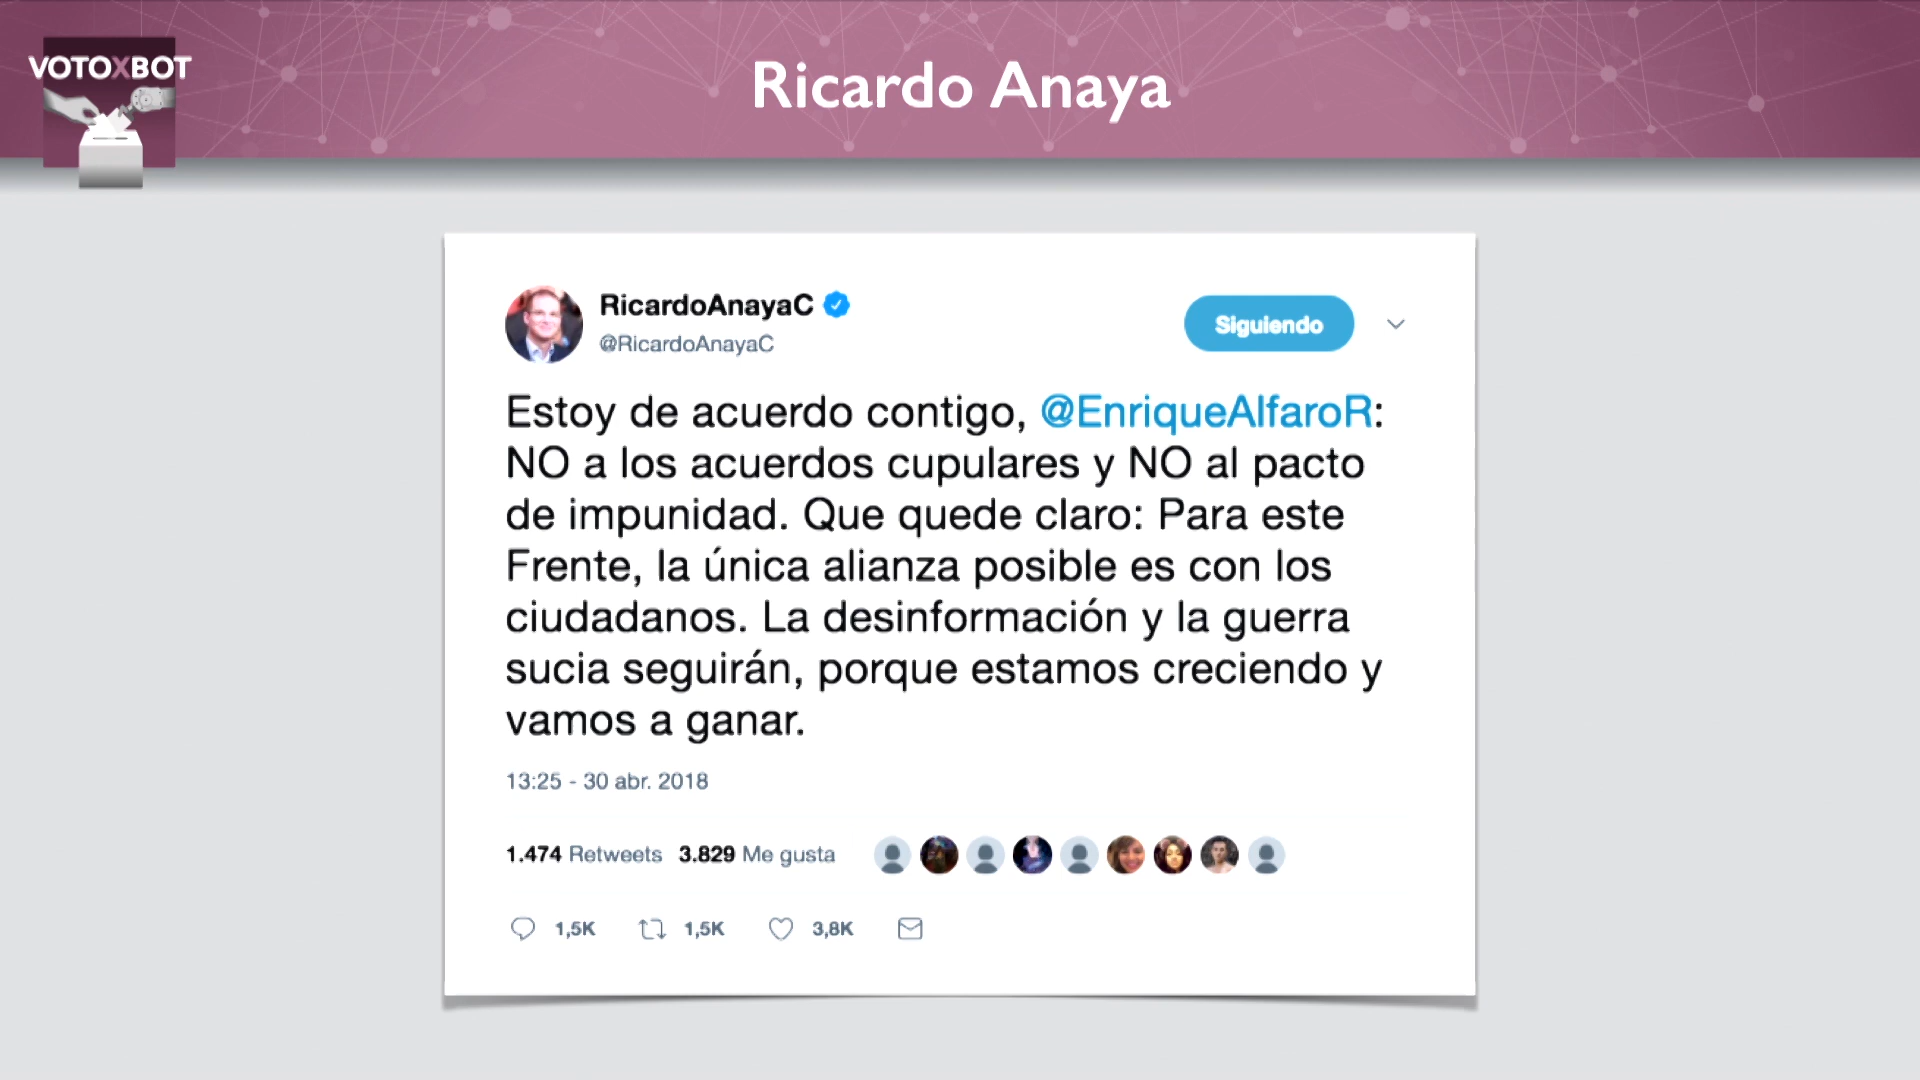 VOTOXBOT
Ricardo Anaya
RicardoAnayaC
@RicardoAnayaC
Siguiendo
Estoy de acuerdo contigo, @EnriqueAlfaroR:
NO a los acuerdos cupulares y NO al pacto
de impunidad. Que quede claro: Para este
Frente, la única alianza posible es con los
ciudadanos. La desinformación y la guerra
sucia seguirán, porque estamos creciendo y
vamos a ganar.
13:25 - 30 abr. 2018
1.474 Retweets 3.829 Me gusta
1,5K 1,5K 3,8K